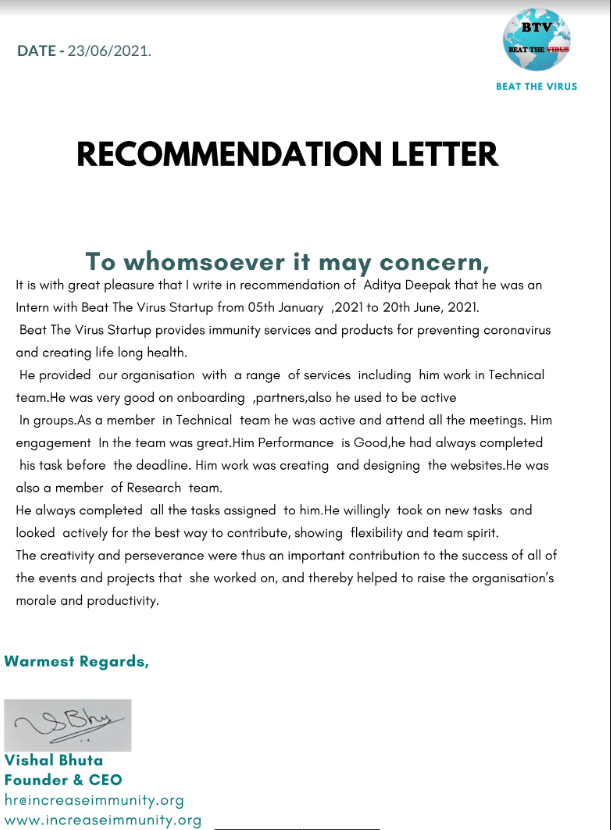 DATE - 23/06/2021.
BTV
BEAT THE VIRUS
BEAT THE VIRUS
RECOMMENDATION LETTER
To whomsoever it may concern,
It is with great pleasure that I write in recommendation of Aditya Deepak that he was an
Intern with Beat The Virus Startup from 05th January ,2021 to 20th June, 2021.
Beat The Virus Startup provides immunity services and products for preventing coronavirus
and creating life long health.
He provided our organisation with a range of services including him work in Technical
team.He was very good on onboarding ,partners,also he used to be active
In groups.As a member in Technical team he was active and attend all the meetings. Him
engagement In the team was great.Him Performance is Good,he had always completed
his task before the deadline. Him work was creating and designing the websites.He was
also a member of Research team.
He always completed all the tasks assigned to him.He willingly took on new tasks and
looked actively for the best way to contribute, showing flexibility and team spirit.
The creativity and perseverance were thus an important contribution to the success of all of
the events and projects that she worked on, and thereby helped to raise the organisation's
morale and productivity.
Warmest Regards,
Vishal Bhuta
Founder & CEO
hr@increaseimmunity.org
www.increaseimmunity.org